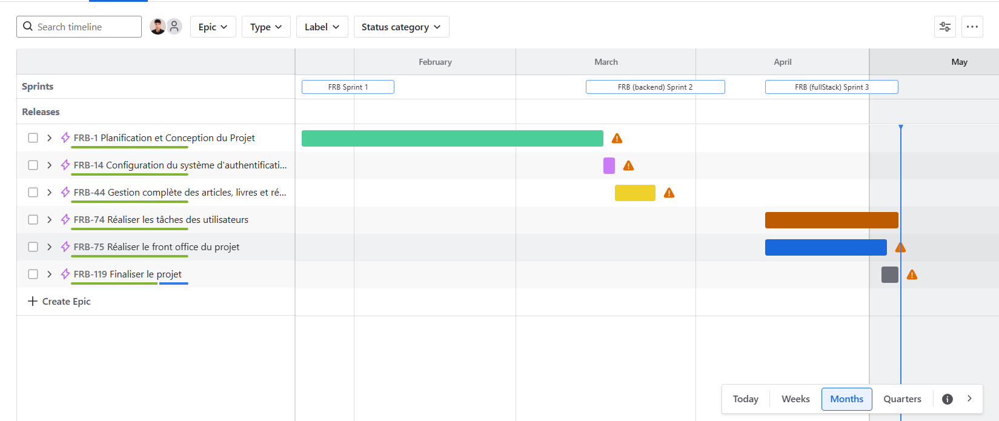 Search timeline
Epic
Type
Label
Status category
February
March
April
May
Sprints
FRB Sprint 1
FRB (backend) Sprint 2
FRB (fullStack) Sprint 3
Releases
FRB-1 Planification et Conception du Projet
FRB-14 Configuration du système d'authentificati...
FRB-44 Gestion complète des articles, livres et ré...
FRB-74 Réaliser les tâches des utilisateurs
FRB-75 Réaliser le front office du projet
FRB-119 Finaliser le projet
Create Epic
Today
Weeks
Months
Quarters